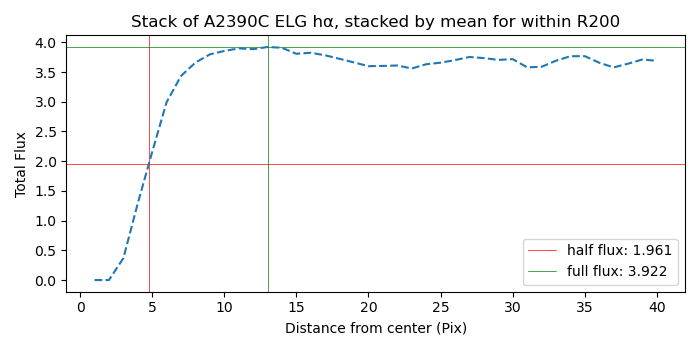 Stack of A2390C ELG hα, stacked by mean for within R200
Total Flux
4.0
3.5
3.0
2.5
2.0
1.5
1.0
0.5
0.0
half flux: 1.961
full flux: 3.922
0 5 10 15 20 25 30 35 40
Distance from center (Pix)